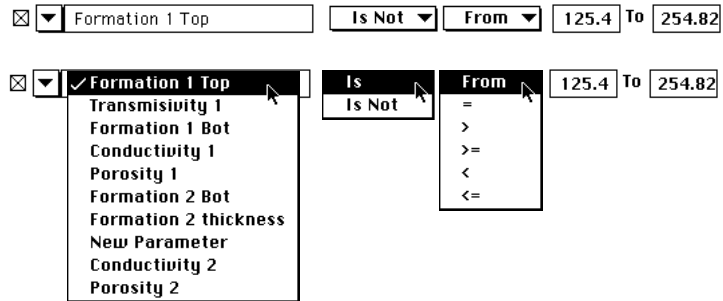 Formation 1 Top Is Not From 125.4 To 254.82
✓ Formation 1 Top Is From 125.4 To 254.82
Transmisivity 1 Is Not =
Formation 1 Bot >
Conductivity 1 >=
Porosity 1 <
Formation 2 Bot <=
Formation 2 thickness
New Parameter
Conductivity 2
Porosity 2